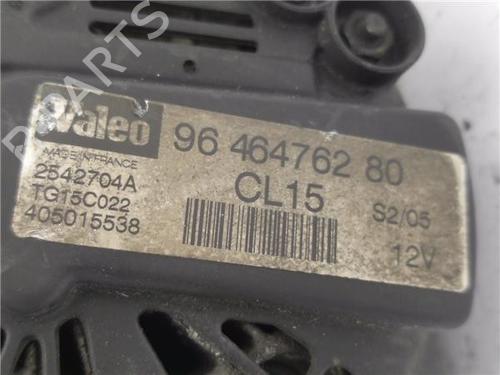 Valeo
MADE IN FRANCE
2542704A
TG15C022
405015538
96 464762 80
CL15
S2/05
12V